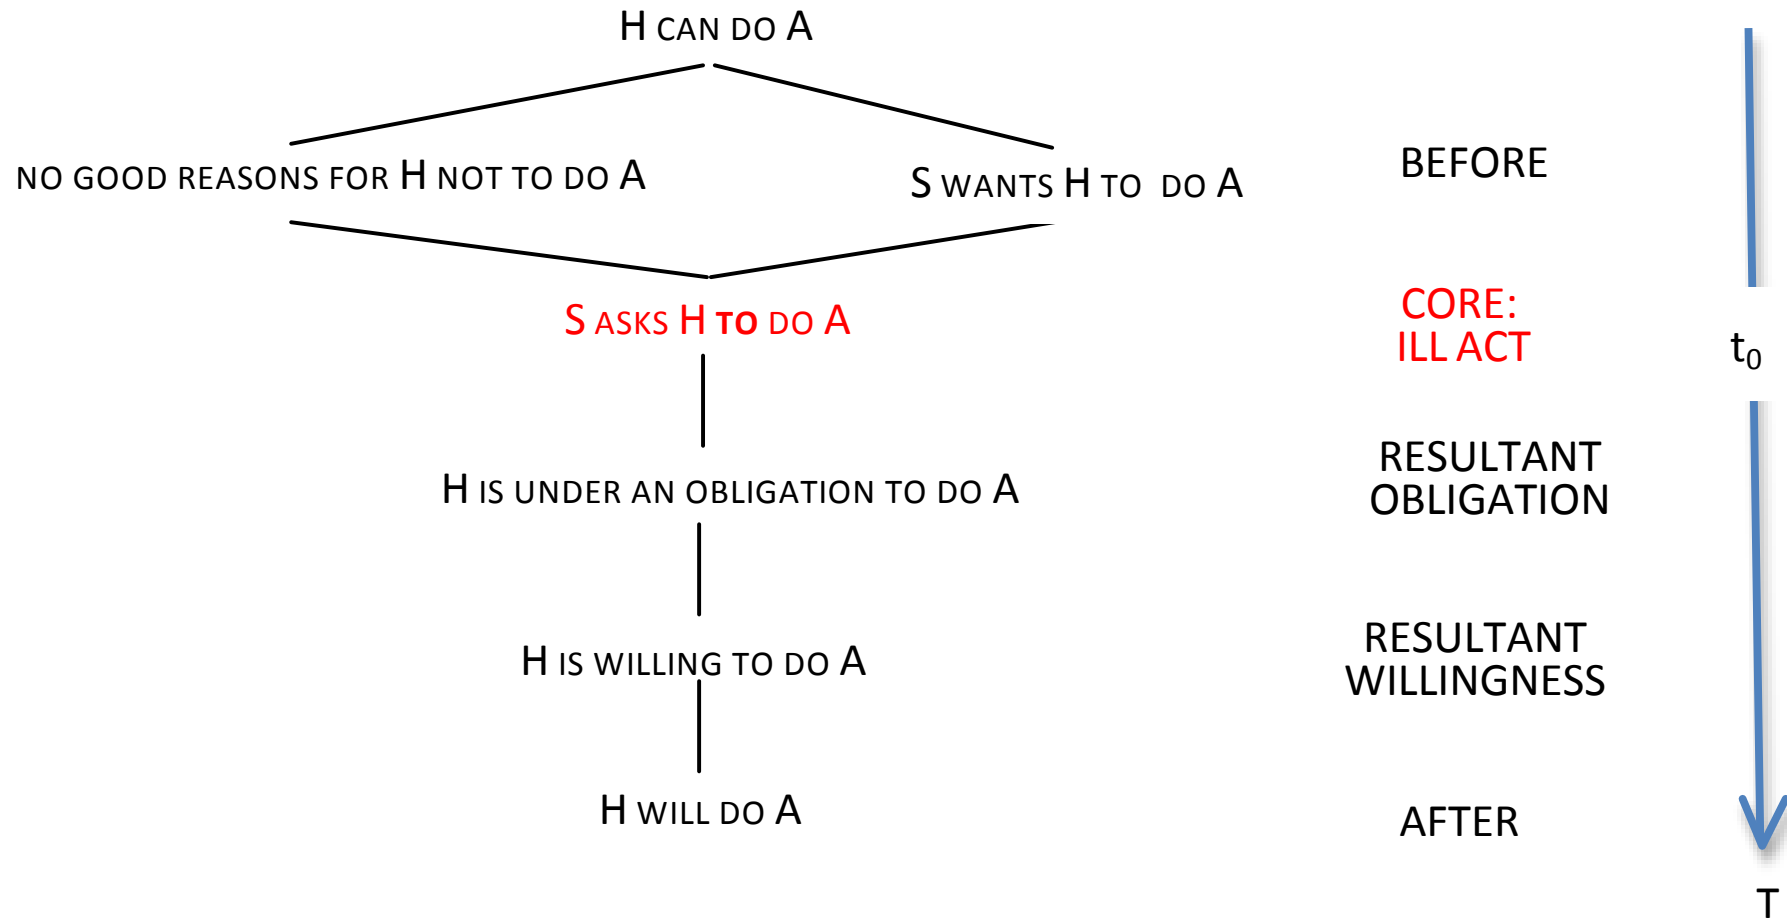 H CAN DO A
NO GOOD REASONS FOR H NOT TO DO A
S WANTS H TO DO A
BEFORE
S ASKS H TO DO A
CORE:
ILL ACT
t₀
H IS UNDER AN OBLIGATION TO DO A
RESULTANT
OBLIGATION
H IS WILLING TO DO A
RESULTANT
WILLINGNESS
H WILL DO A
AFTER
T